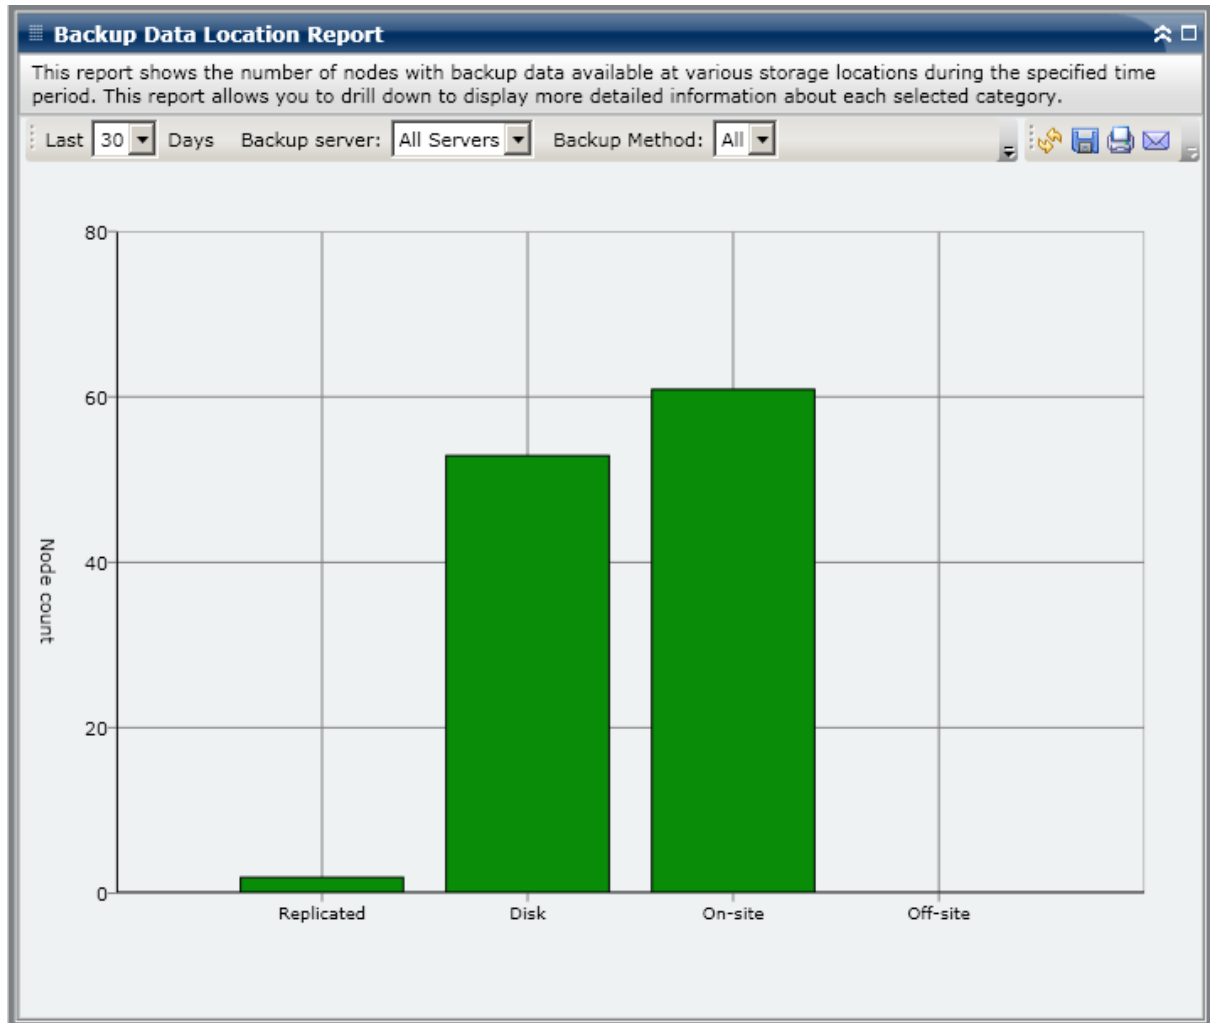 Backup Data Location Report
This report shows the number of nodes with backup data available at various storage locations during the specified time
period. This report allows you to drill down to display more detailed information about each selected category.
Last 30 Days Backup server: All Servers Backup Method: All
80
60
40
20
0
Node count
Replicated Disk On-site Off-site